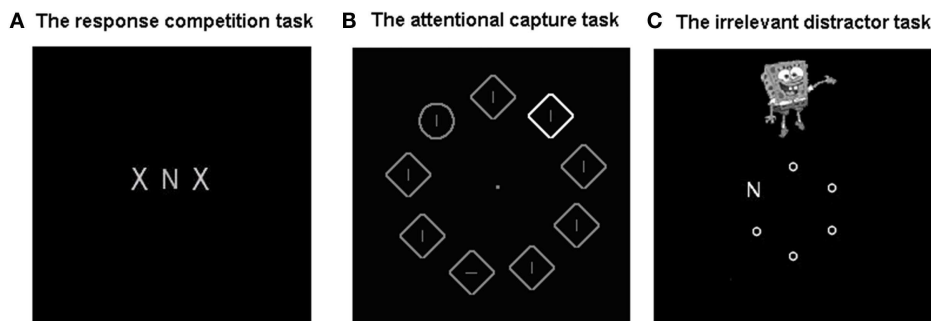 A The response competition task
B The attentional capture task
C The irrelevant distractor task
X N X
N